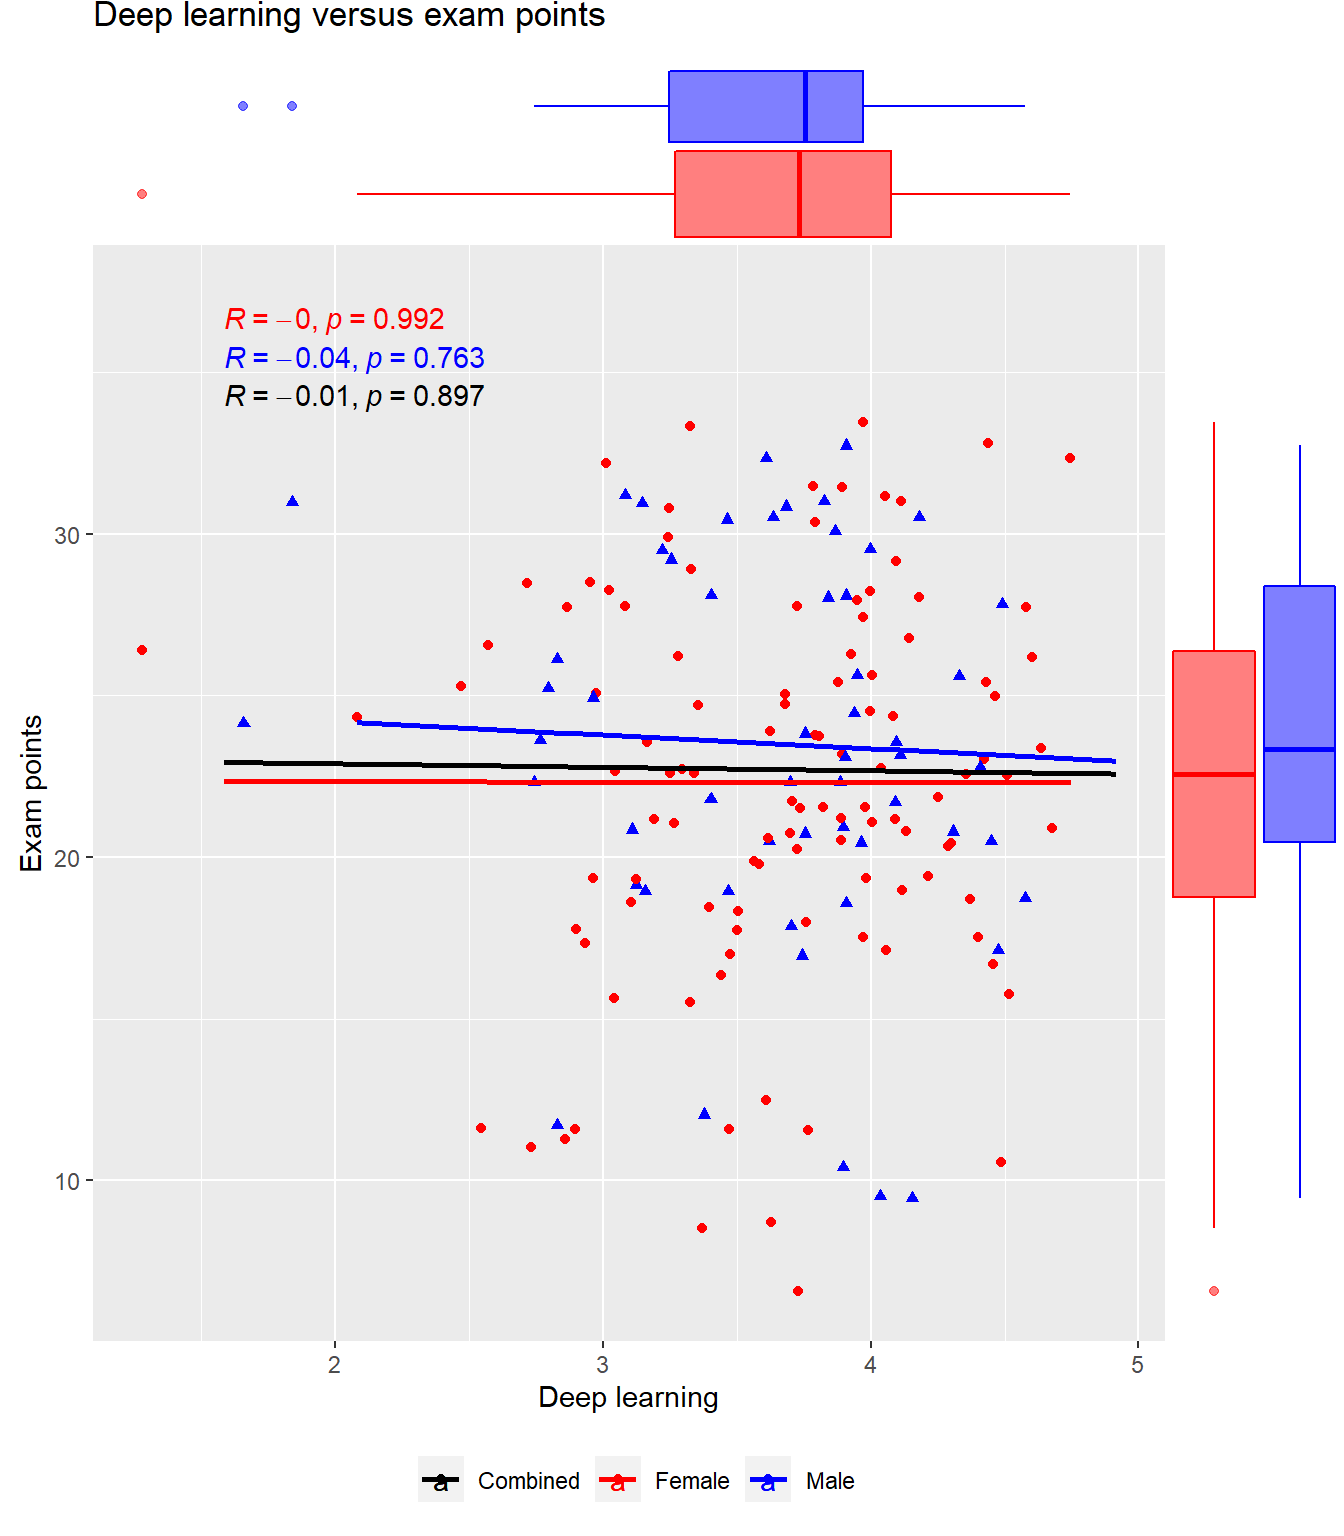 Deep learning versus exam points
R = −0, p = 0.992
R = −0.04, p = 0.763
R = −0.01, p = 0.897
30
20
10
Exam points
2 3 4 5
Deep learning
a Combined a Female a Male